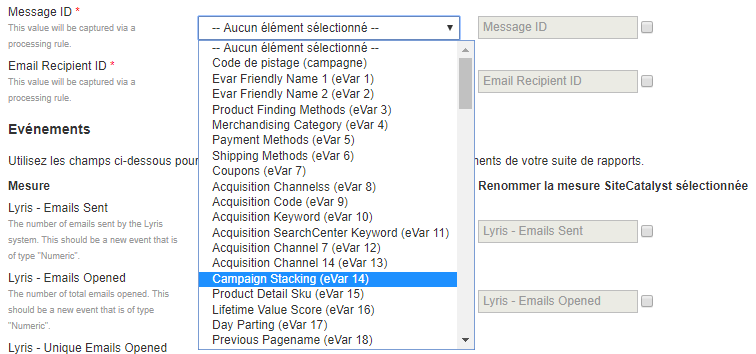 Message ID *
This value will be captured via a
processing rule.
-- Aucun élément sélectionné --
Message ID
-- Aucun élément sélectionné --
Code de pistage (campagne)
Evar Friendly Name 1 (eVar 1)
Evar Friendly Name 2 (eVar 2)
Product Finding Methods (eVar 3)
Merchandising Category (eVar 4)
Payment Methods (eVar 5)
Shipping Methods (eVar 6)
Coupons (eVar 7)
Acquisition Channelss (eVar 8)
Acquisition Code (eVar 9)
Acquisition Keyword (eVar 10)
Acquisition SearchCenter Keyword (eVar 11)
Acquisition Channel 7 (eVar 12)
Acquisition Channel 14 (eVar 13)
Campaign Stacking (eVar 14)
Product Detail Sku (eVar 15)
Lifetime Value Score (eVar 16)
Day Parting (eVar 17)
Previous Pagename (eVar 18)
Email Recipient ID *
This value will be captured via a
processing rule.
Email Recipient ID
Evénements
Utilisez les champs ci-dessous pour
ments de votre suite de rapports.
Mesure
Renommer la mesure SiteCatalyst sélectionnée
Lyris - Emails Sent
The number of emails sent by the Lyris
system. This should be a new event that is
of type "Numeric".
Lyris - Emails Sent
Lyris - Emails Opened
The number of total emails opened. This
should be a new event that is of type
"Numeric".
Lyris - Emails Opened
Lyris - Unique Emails Opened